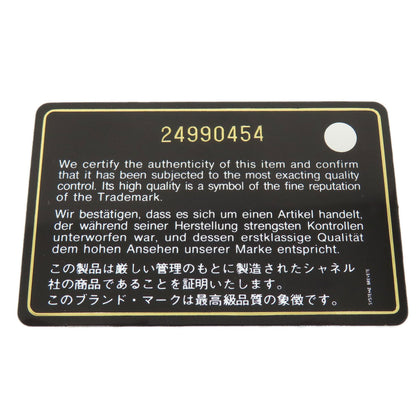 24990454
We certify the authenticity of this item and confirm
that it has been subjected to the most exacting quality
control. Its high quality is a symbol of the fine reputation
of the Trademark.
Wir bestätigen, dass es sich um einen Artikel handelt,
der während seiner Herstellung strengsten Kontrollen
unterworfen war, und dessen erstklassige Qualität
dem hohen Ansehen unserer Marke entspricht.
この製品は厳しい管理のもとに製造されたシャネル
社の商品であることを証明いたします。
このブランド・マークは最高級品質の象徴です。